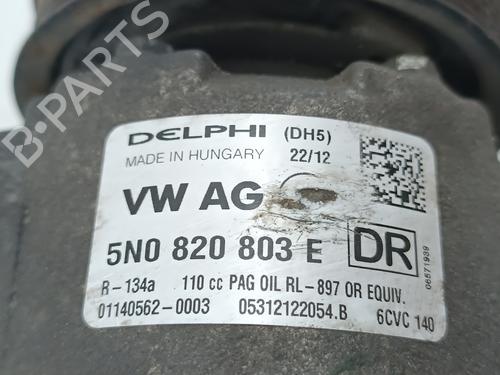 B-PARTS
DELPHI (DH5)
MADE IN HUNGARY 22/12
VW AG
5N0 820 803 E DR
R-134a 110 cc PAG OIL RL-897 OR EQUIV.
01140562-0003 05312122054.B 6CVC 140
06571939